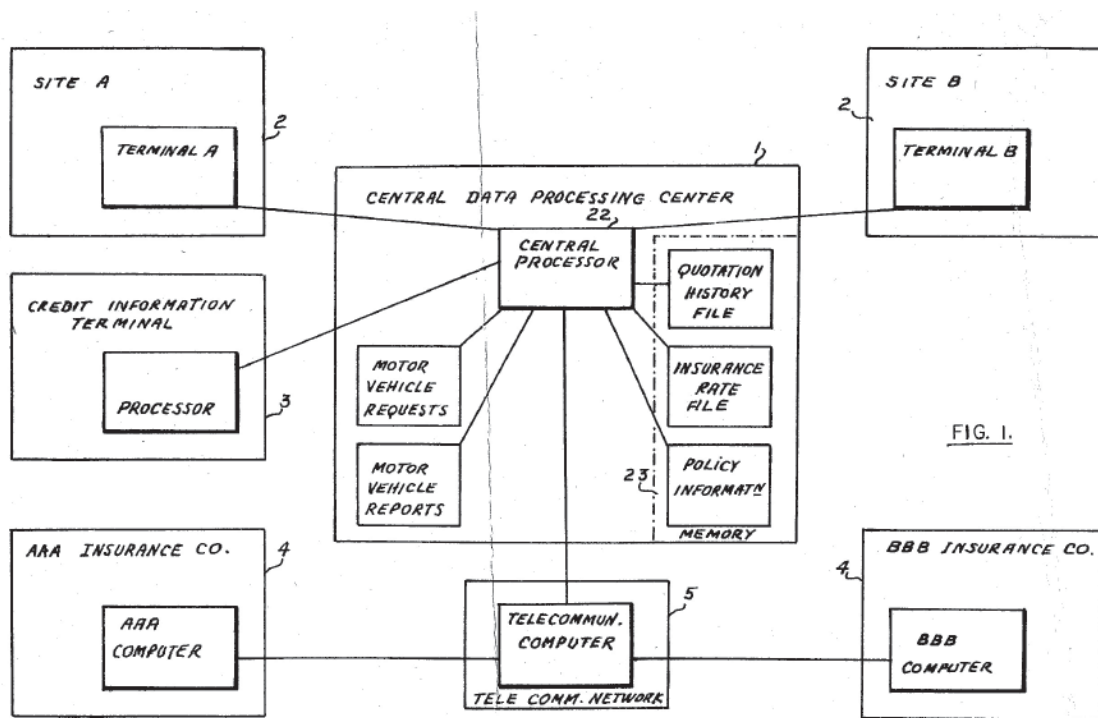 SITE A
2
TERMINAL A
SITE B
2
TERMINAL B
1
CENTRAL DATA PROCESSING CENTER
22
CENTRAL
PROCESSOR
QUOTATION
HISTORY
FILE
CREDIT INFORMATION
TERMINAL
PROCESSOR
3
MOTOR
VEHICLE
REQUESTS
INSURANCE
RATE
FILE
MOTOR
VEHICLE
REPORTS
23
POLICY
INFORMATN
MEMORY
FIG. 1.
AAA INSURANCE CO.
4
AAA
COMPUTER
5
TELECOMMUN.
COMPUTER
TELE COMM. NETWORK
BBB INSURANCE CO.
4
BBB
COMPUTER